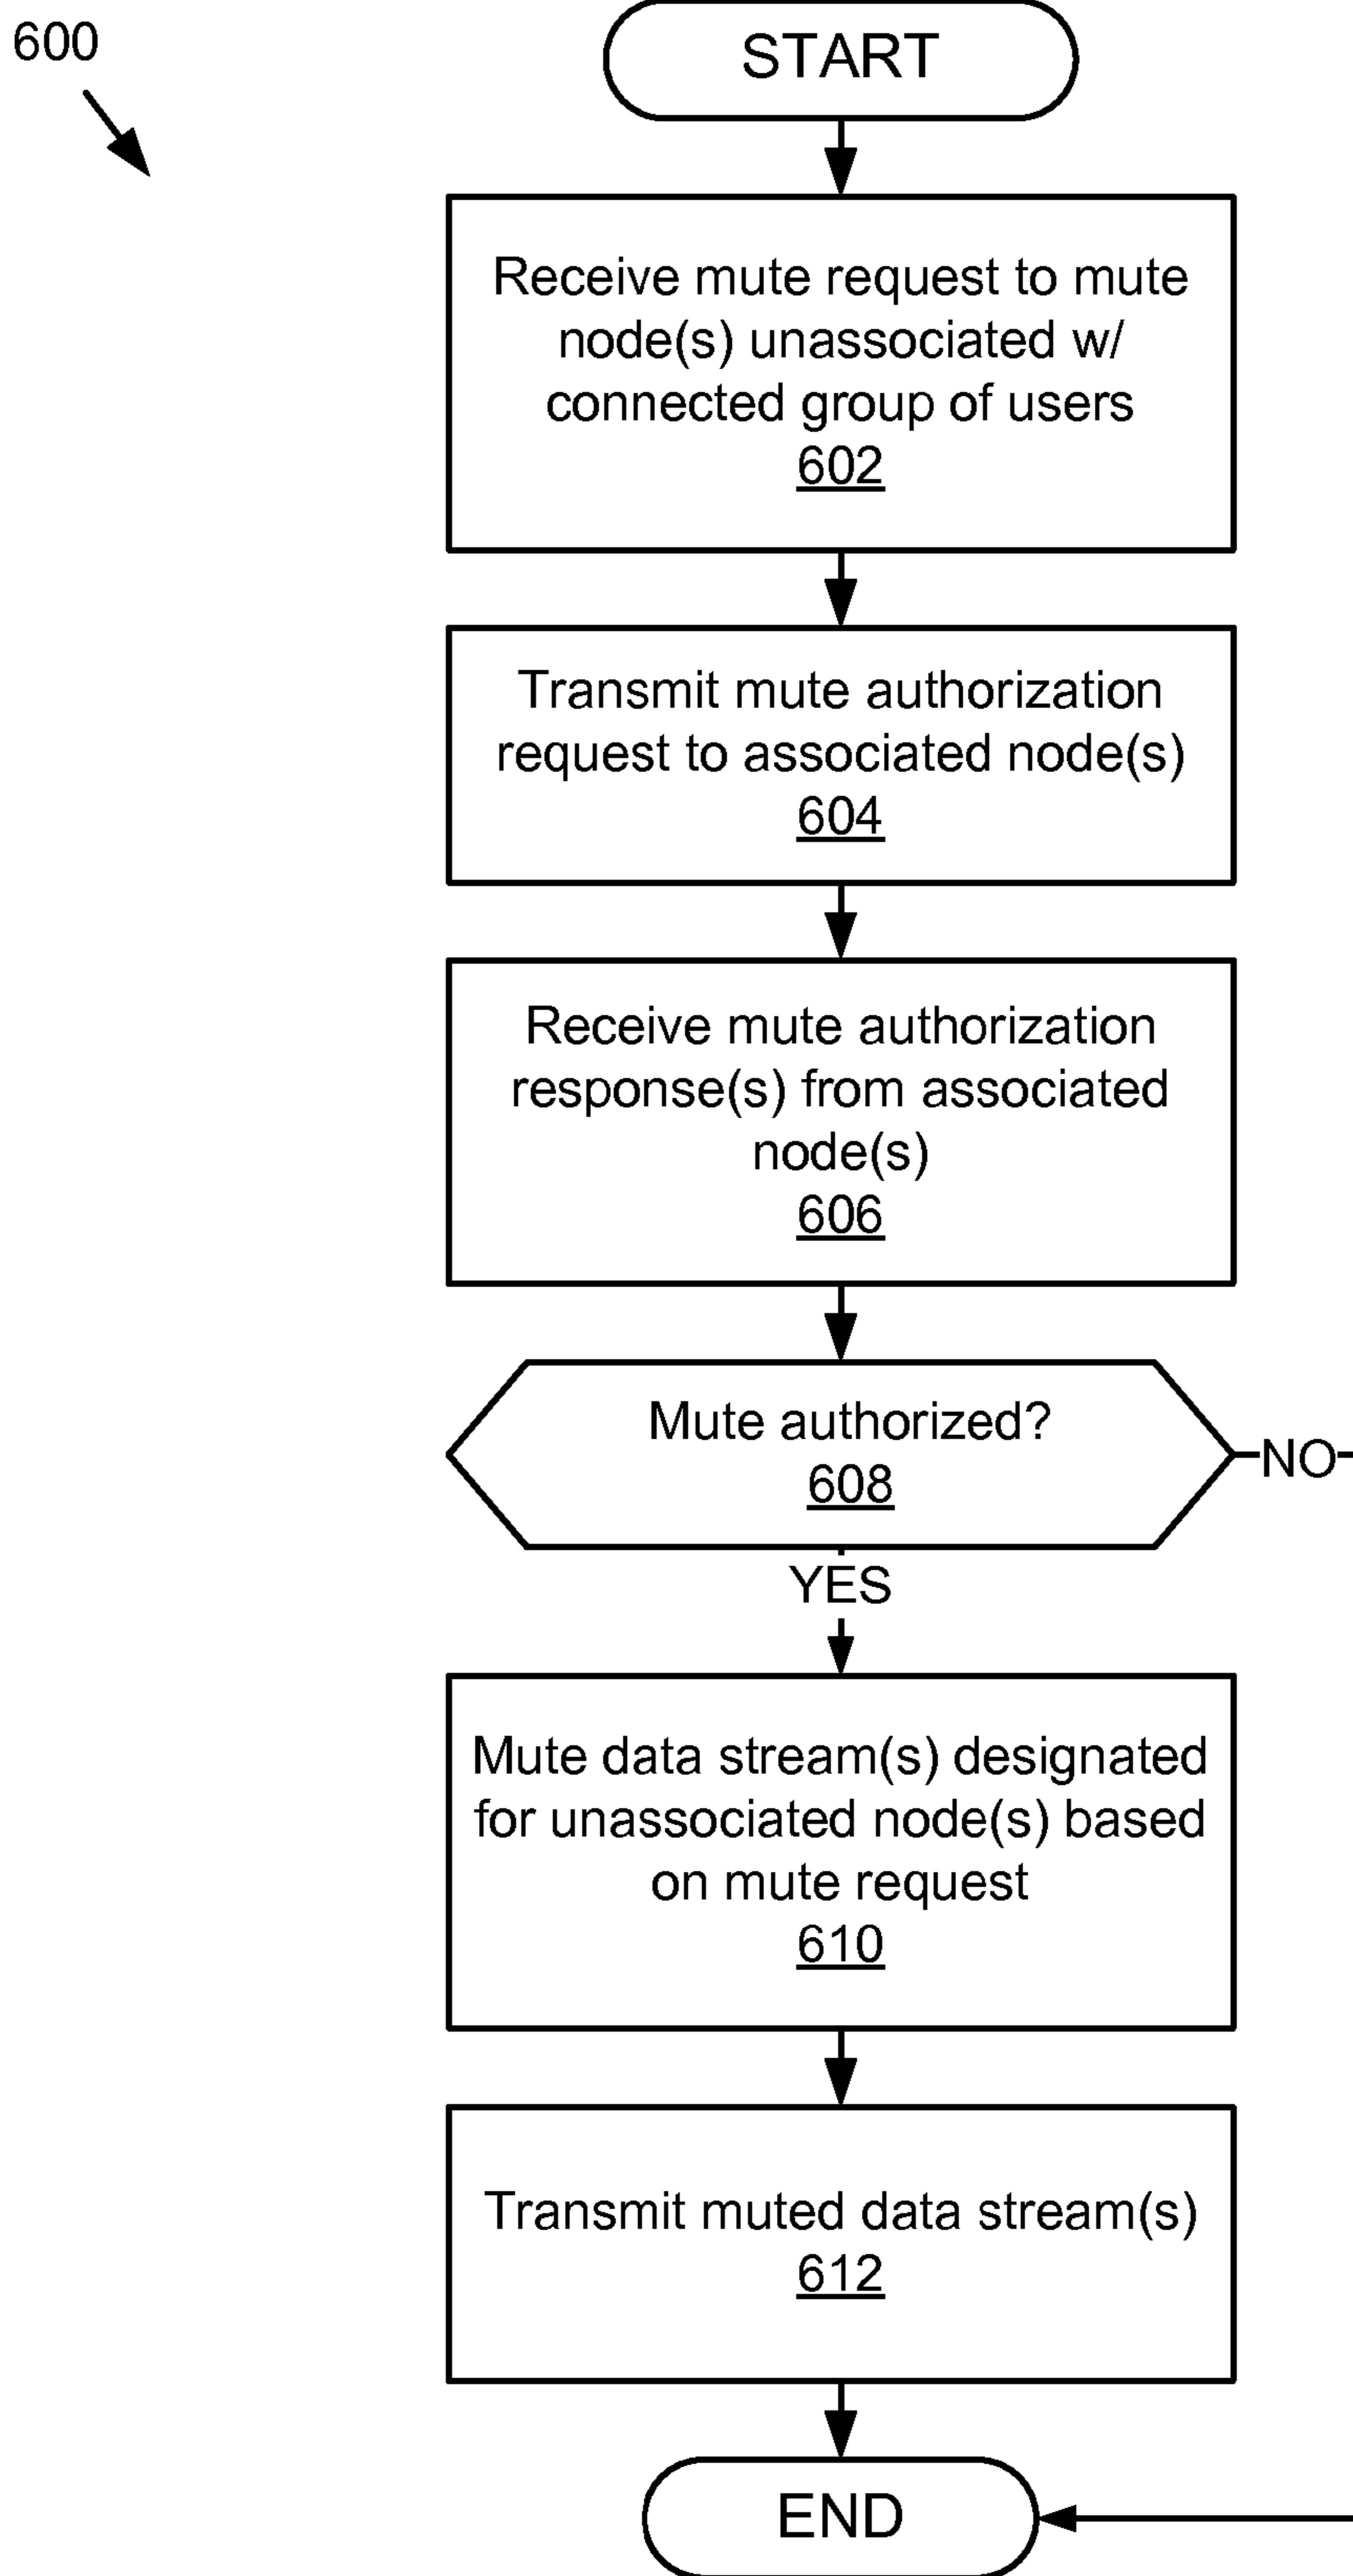 600
START
Receive mute request to mute
node(s) unassociated w/
connected group of users
602
Transmit mute authorization
request to associated node(s)
604
Receive mute authorization
response(s) from associated
node(s)
606
Mute authorized?
608
NO
YES
Mute data stream(s) designated
for unassociated node(s) based
on mute request
610
Transmit muted data stream(s)
612
END